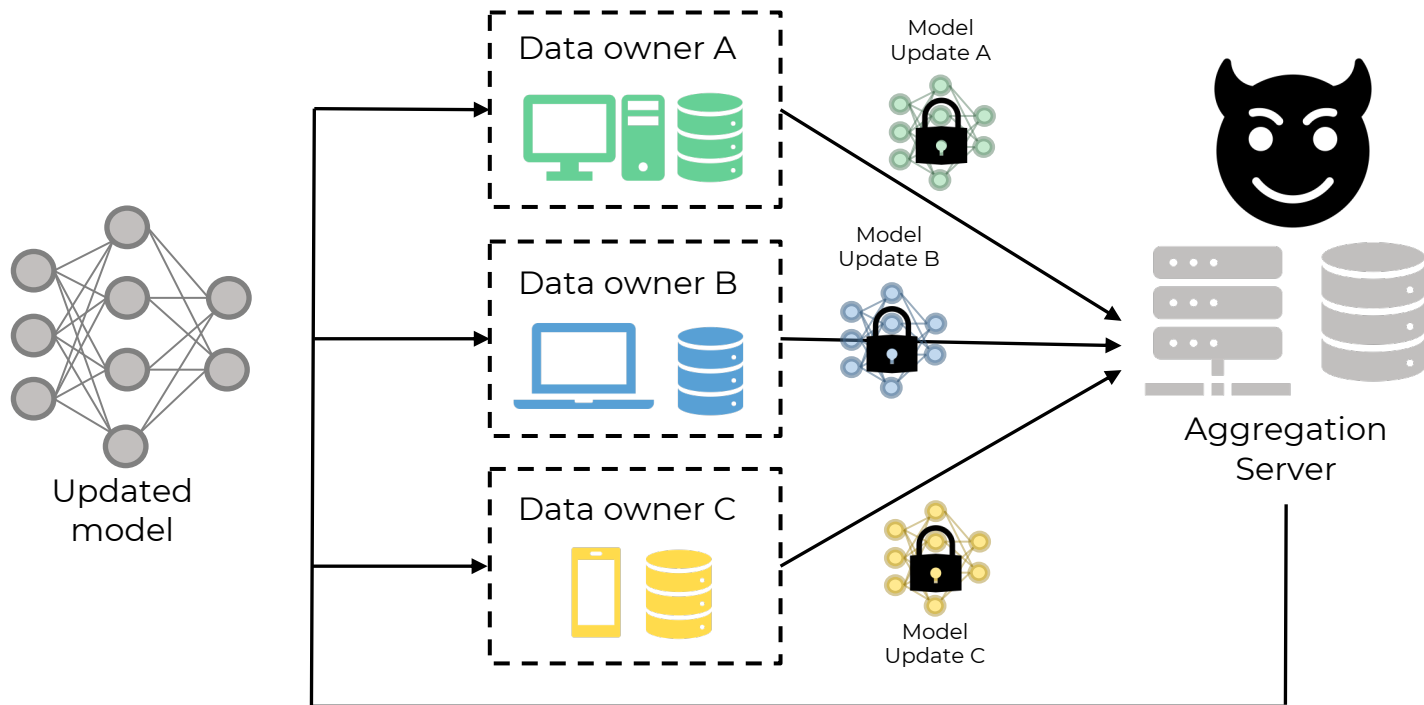 Data owner A
Model
Update A
Data owner B
Model
Update B
Updated
model
Aggregation
Server
Data owner C
Model
Update C